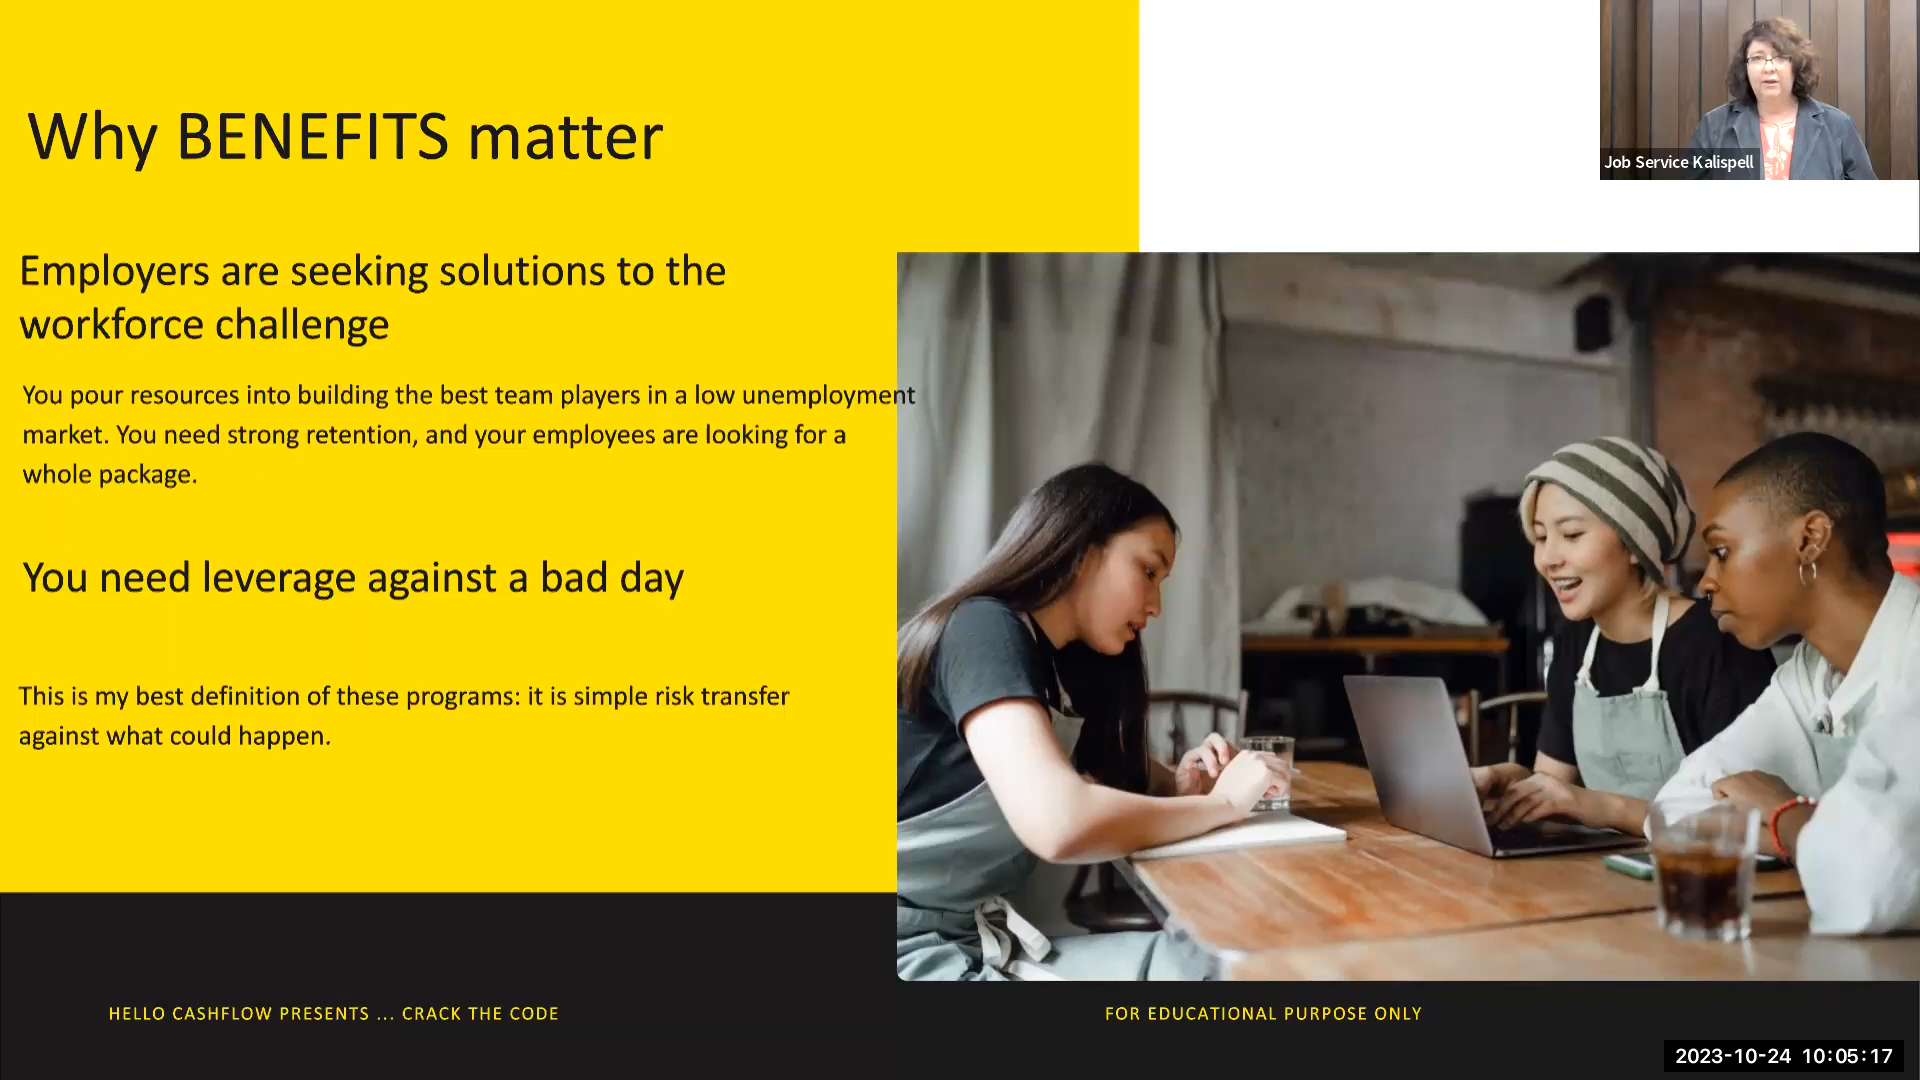 Why BENEFITS matter
Job Service Kalispell
Employers are seeking solutions to the
workforce challenge
You pour resources into building the best team players in a low unemployment
market. You need strong retention, and your employees are looking for a
whole package.
You need leverage against a bad day
This is my best definition of these programs: it is simple risk transfer
against what could happen.
HELLO CASHFLOW PRESENTS ... CRACK THE CODE
FOR EDUCATIONAL PURPOSE ONLY
2023-10-24 10:05:17